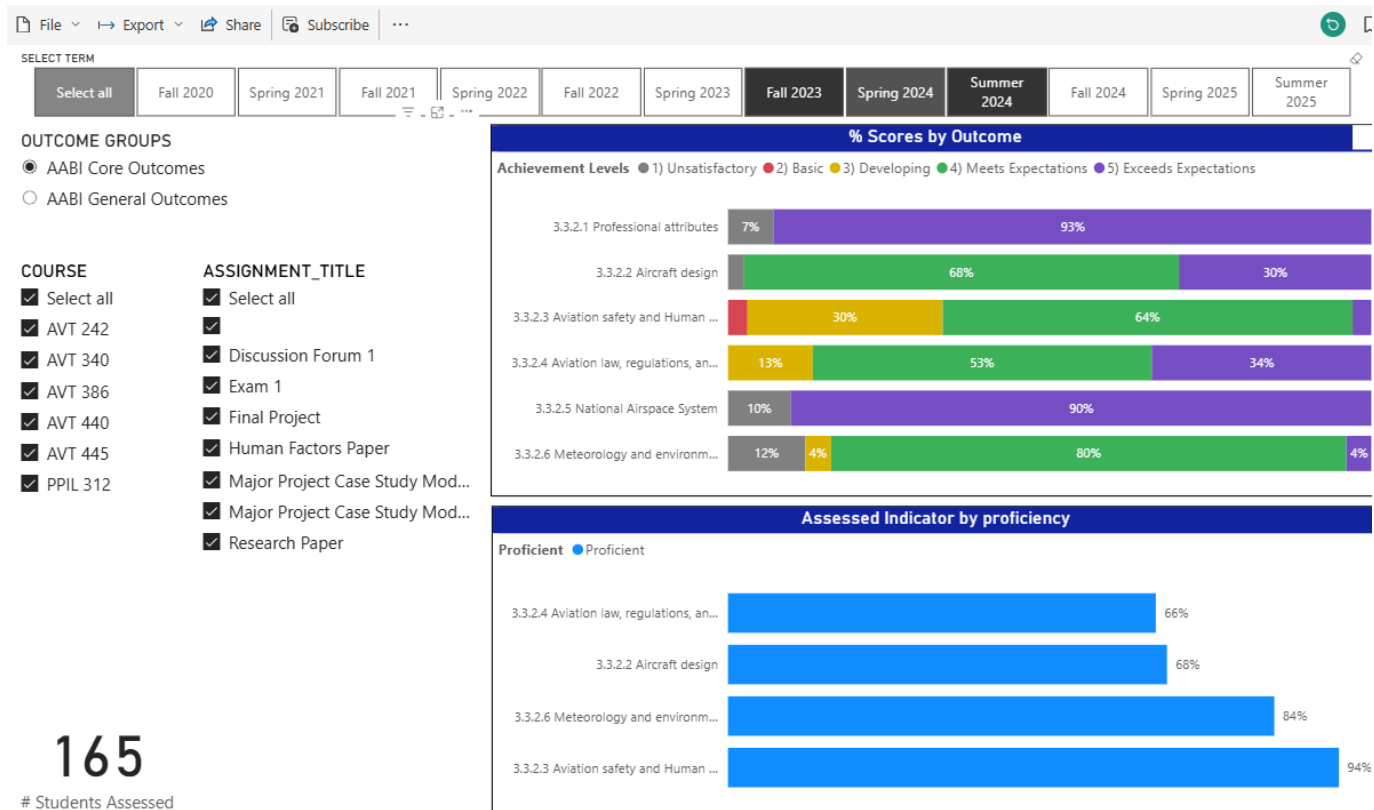 File Export Share Subscribe ...
SELECT TERM
Select all Fall 2020 Spring 2021 Fall 2021 Spring 2022 Fall 2022 Spring 2023 Fall 2023 Spring 2024 Summer 2024 Fall 2024 Spring 2025 Summer 2025
OUTCOME GROUPS
AABI Core Outcomes
AABI General Outcomes
COURSE
Select all
AVT 242
AVT 340
AVT 386
AVT 440
AVT 445
PPIL 312
ASSIGNMENT_TITLE
Select all
Discussion Forum 1
Exam 1
Final Project
Human Factors Paper
Major Project Case Study Mod...
Major Project Case Study Mod...
Research Paper
165
# Students Assessed
% Scores by Outcome
Achievement Levels 1) Unsatisfactory 2) Basic 3) Developing 4) Meets Expectations 5) Exceeds Expectations
3.3.2.1 Professional attributes 7% 93%
3.3.2.2 Aircraft design 68% 30%
3.3.2.3 Aviation safety and Human ... 30% 64%
3.3.2.4 Aviation law, regulations, an... 13% 53% 34%
3.3.2.5 National Airspace System 10% 90%
3.3.2.6 Meteorology and environm... 12% 4% 80% 4%
Assessed Indicator by proficiency
Proficient Proficient
3.3.2.4 Aviation law, regulations, an... 66%
3.3.2.2 Aircraft design 68%
3.3.2.6 Meteorology and environm... 84%
3.3.2.3 Aviation safety and Human ... 94%